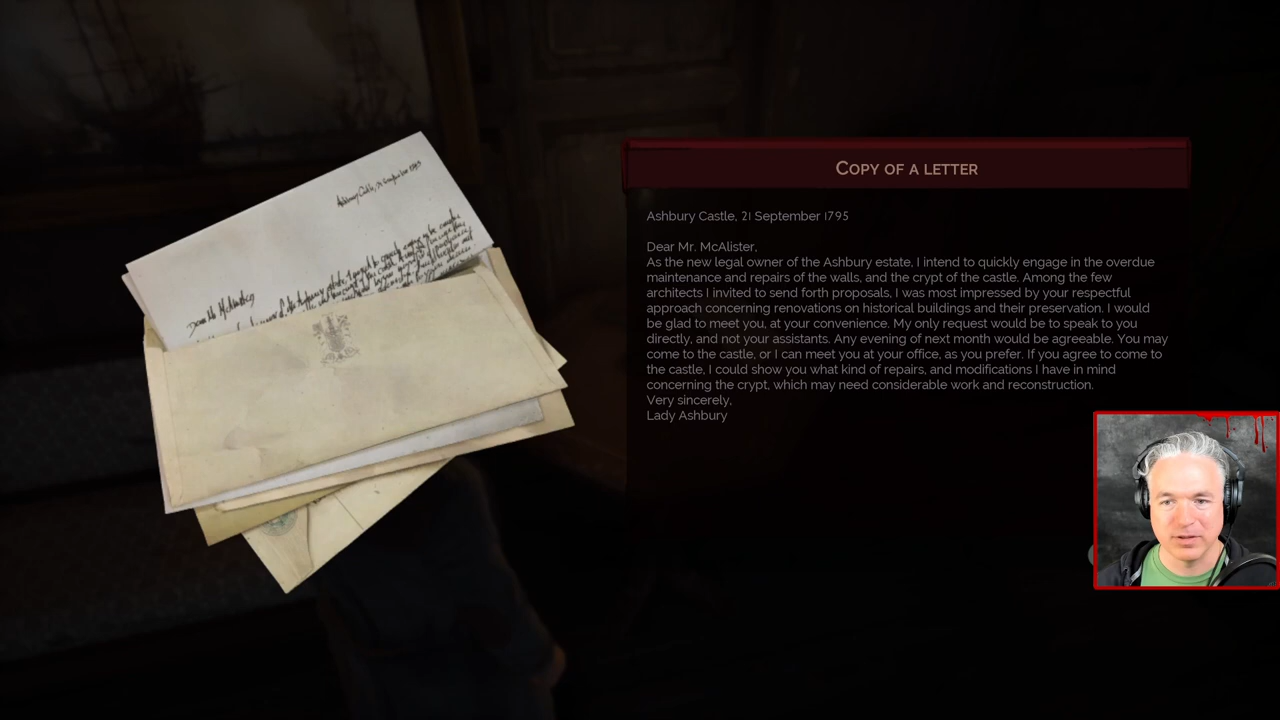 Copy of a letter
Ashbury Castle, 21 September 1795
Dear Mr. McAlister,
As the new legal owner of the Ashbury estate, I intend to quickly engage in the overdue
maintenance and repairs of the walls, and the crypt of the castle. Among the few
architects I invited to send forth proposals, I was most impressed by your respectful
approach concerning renovations on historical buildings and their preservation. I would
be glad to meet you, at your convenience. My only request would be to speak to you
directly, and not your assistants. Any evening of next month would be agreeable. You may
come to the castle, or I can meet you at your office, as you prefer. If you agree to come to
the castle, I could show you what kind of repairs, and modifications I have in mind
concerning the crypt, which may need considerable work and reconstruction.
Very sincerely,
Lady Ashbury